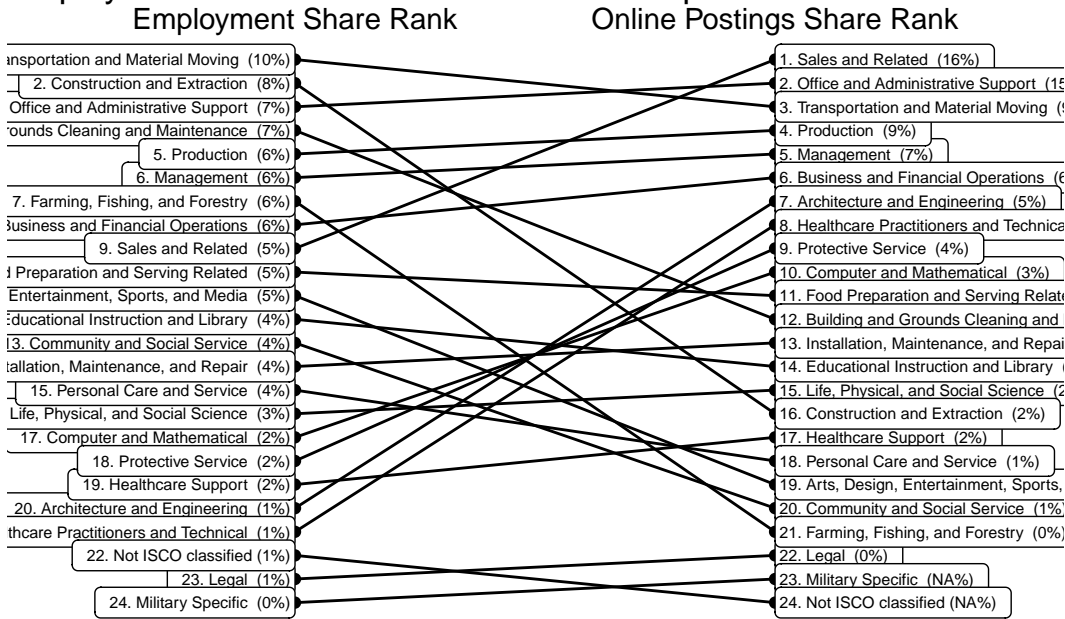 Employment Share Rank
Online Postings Share Rank
and Material Moving (10%)
2. Construction and Extraction (8%)
Office and Administrative Support (7%)
Cleaning and Maintenance (7%)
5. Production (6%)
6. Management (6%)
7. Farming, Fishing, and Forestry (6%)
Business and Financial Operations (6%)
9. Sales and Related (5%)
Preparation and Serving Related (5%)
Entertainment, Sports, and Media (5%)
Educational Instruction and Library (4%)
13. Community and Social Service (4%)
Maintenance, and Repair (4%)
15. Personal Care and Service (4%)
Life, Physical, and Social Science (3%)
17. Computer and Mathematical (2%)
18. Protective Service (2%)
19. Healthcare Support (2%)
20. Architecture and Engineering (1%)
Practitioners and Technical (1%)
22. Not ISCO classified (1%)
23. Legal (1%)
24. Military Specific (0%)
1. Sales and Related (16%)
2. Office and Administrative Support
3. Transportation and Material Moving
4. Production (9%)
5. Management (7%)
6. Business and Financial Operations
7. Architecture and Engineering (5%)
8. Healthcare Practitioners and
9. Protective Service (4%)
10. Computer and Mathematical (3%)
11. Food Preparation and Serving
12. Building and Grounds Cleaning and
13. Installation, Maintenance, and
14. Educational Instruction and Library
15. Life, Physical, and Social Science
16. Construction and Extraction (2%)
17. Healthcare Support (2%)
18. Personal Care and Service (1%)
19. Arts, Design, Entertainment, Sports,
20. Community and Social Service (1%)
21. Farming, Fishing, and Forestry (0%)
22. Legal (0%)
23. Military Specific (NA%)
24. Not ISCO classified (NA%)